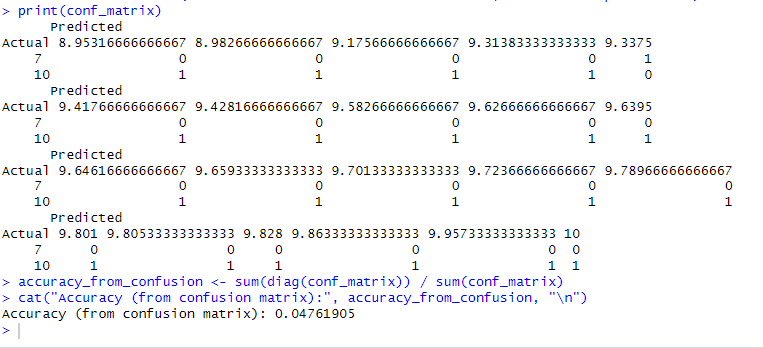 > print(conf_matrix)
Predicted
Actual 8.95316666666667 8.98266666666667 9.17566666666667 9.31383333333333 9.3375
7 0 0 0 0 1
10 1 1 1 1 0
Predicted
Actual 9.41766666666667 9.42816666666667 9.58266666666667 9.62666666666667 9.6395
7 0 0 0 0 0
10 1 1 1 1 1
Predicted
Actual 9.64616666666667 9.65933333333333 9.70133333333333 9.72366666666667 9.78966666666667
7 0 0 0 0 0
10 1 1 1 1 1
Predicted
Actual 9.801 9.80533333333333 9.828 9.86333333333333 9.95733333333333 10
7 0 0 0 0 0 0
10 1 1 1 1 1 1
> accuracy_from_confusion <- sum(diag(conf_matrix)) / sum(conf_matrix)
> cat("Accuracy (from confusion matrix):", accuracy_from_confusion, "\n")
Accuracy (from confusion matrix): 0.04761905
>